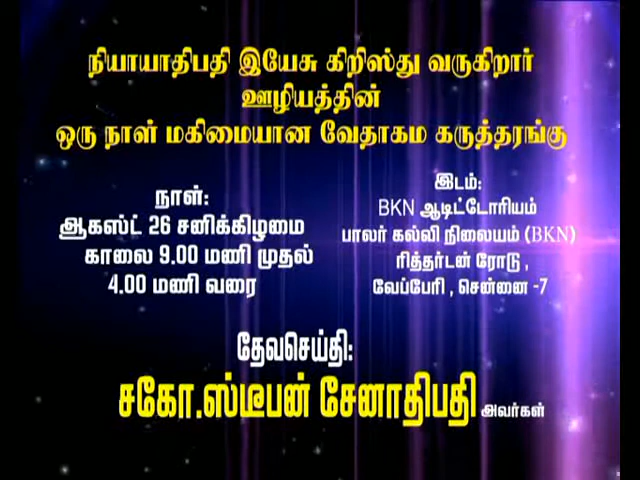 நியாயாதிபதி இயேசு கிறிஸ்து வருகிறார்
ஊழியத்தின்
ஒரு நாள் மகிமையான வேதாகம கருத்தரங்கு
நாள்:
ஆகஸ்ட் 26 சனிக்கிழமை
காலை 9.00 மணி முதல்
4.00 மணி வரை
இடம்:
BKN ஆடிட்டோரியம்
பாலர் கல்லி நிலையம் (BKN)
ரித்தர்டன் ரோடு ,
வேப்பேரி , சென்னை -7
தேவசெய்தி:
சகோ.ஸ்டீபன் சேனாதிபதி அவர்கள்